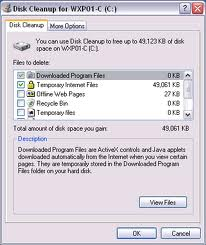 Disk Cleanup for WXP01-C (C:)
Disk Cleanup More Options
You can use Disk Cleanup to free up to 49,123 KB of disk
space on WXP01-C (C:).
Files to delete:
Downloaded Program Files 0 KB
Temporary Internet Files 49,061 KB
Offline Web Pages 27 KB
Recycle Bin 0 KB
Temporary files 0 KB
Total amount of disk space you gain: 49,061 KB
Description
Downloaded Program Files are ActiveX controls and Java applets
downloaded automatically from the Internet when you view certain
pages. They are temporarily stored in the Downloaded Program
Files folder on your hard disk.
View Files
OK Cancel